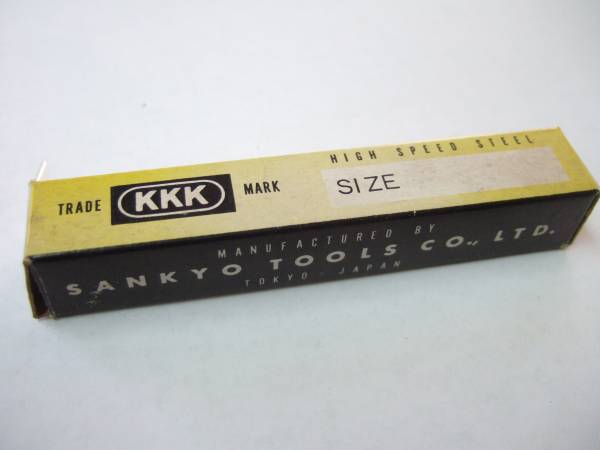 HIGH SPEED STEEL
TRADE KKK MARK SIZE
MANUFACTURED BY
SANKYO TOOLS CO., LTD.
TOKYO - JAPAN